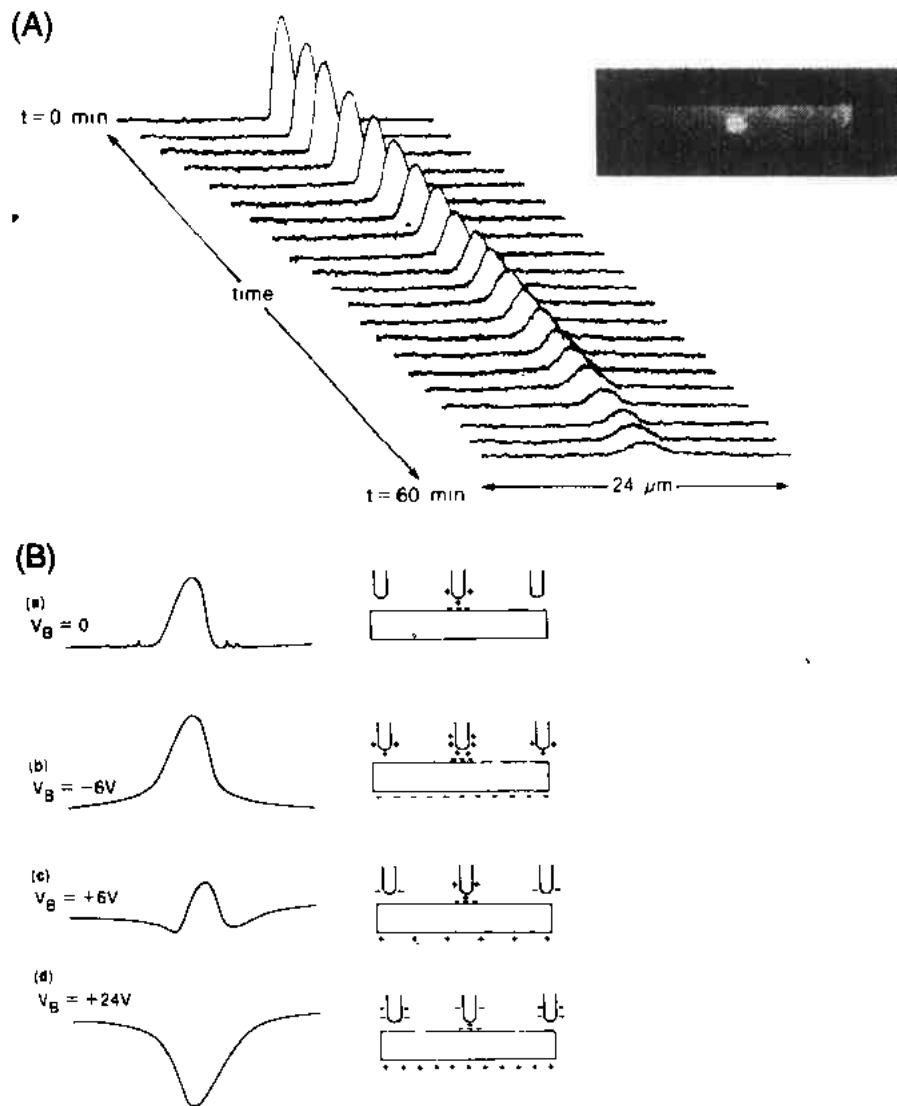 (A)
t = 0 min
time
t = 60 min
24 μm
(B)
(a)
V_B = 0
(b)
V_B = −6V
(c)
V_B = +6V
(d)
V_B = +24V